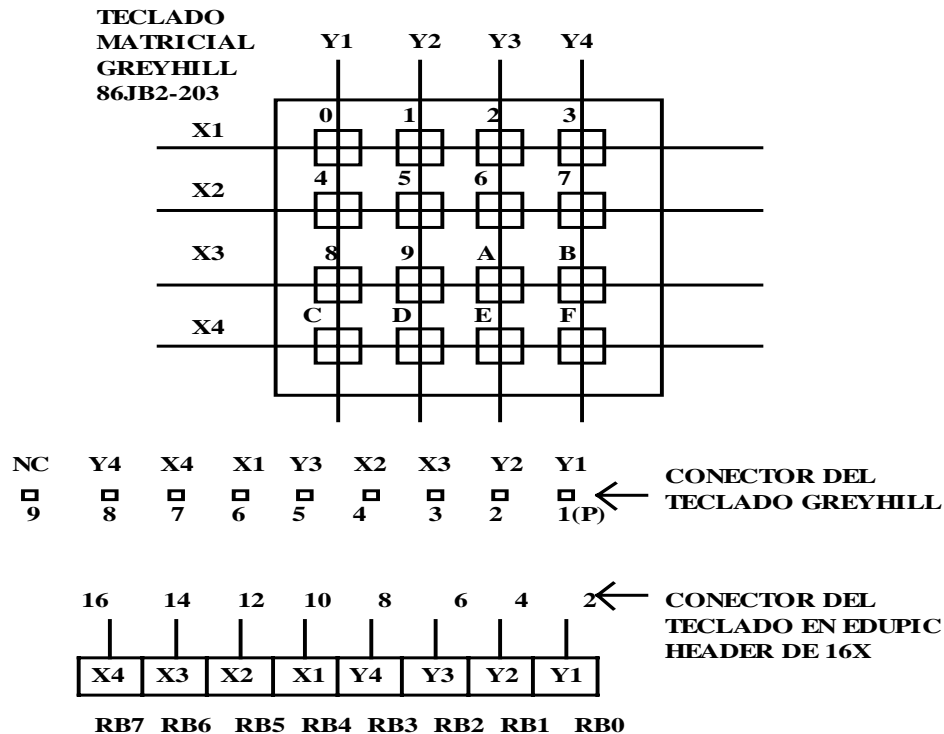 TECLADO
MATRICIAL
GREYHILL
86JB2-203
Y1 Y2 Y3 Y4
0 1 2 3
X1
4 5 6 7
X2
8 9 A B
X3
C D E F
X4
NC Y4 X4 X1 Y3 X2 X3 Y2 Y1
9 8 7 6 5 4 3 2 1(P)
CONECTOR DEL
TECLADO GREYHILL
16 14 12 10 8 6 4 2
CONECTOR DEL
TECLADO EN EDUPIC
HEADER DE 16X
X4 X3 X2 X1 Y4 Y3 Y2 Y1
RB7 RB6 RB5 RB4 RB3 RB2 RB1 RB0